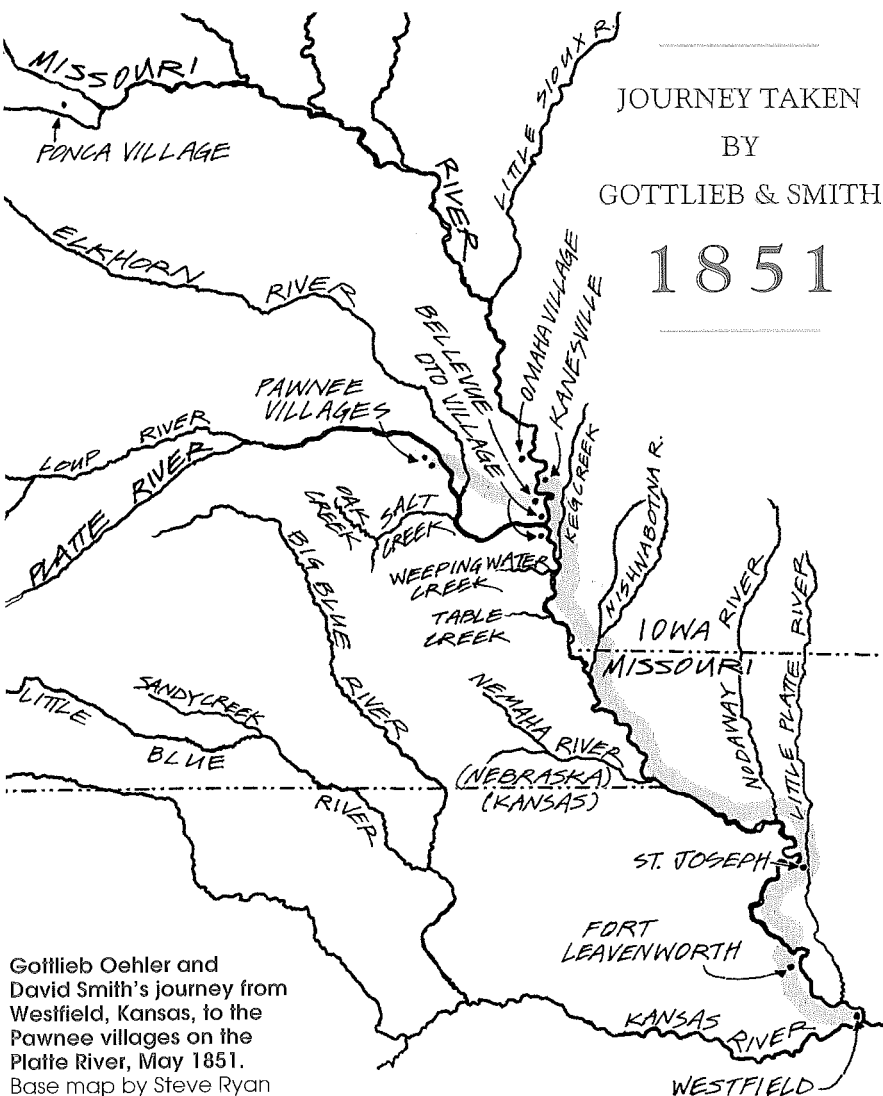 MISSOURI
RIVER
LITTLE SIOUX R.
JOURNEY TAKEN
BY
GOTTLIEB & SMITH
1851
PONCA VILLAGE
ELKHORN
RIVER
BELLEVUE
OTO VILLAGE
OMAHA VILLAGE
KANESVILLE
PAWNEE
VILLAGES
LOUP RIVER
PLATTE RIVER
OAK
CREEK
SALT
CREEK
KEG CREEK
NISHNABOTNA R.
WEEPING WATER
CREEK
TABLE
CREEK
BIG BLUE
RIVER
IOWA
MISSOURI
NODAWAY RIVER
LITTLE PLATTE RIVER
LITTLE
BLUE
RIVER
SANDY CREEK
NEMAHA
RIVER
(NEBRASKA)
(KANSAS)
ST. JOSEPH
FORT
LEAVENWORTH
KANSAS
RIVER
WESTFIELD
Gottlieb Oehler and
David Smith's journey from
Westfield, Kansas, to the
Pawnee villages on the
Platte River, May 1851.
Base map by Steve Ryan